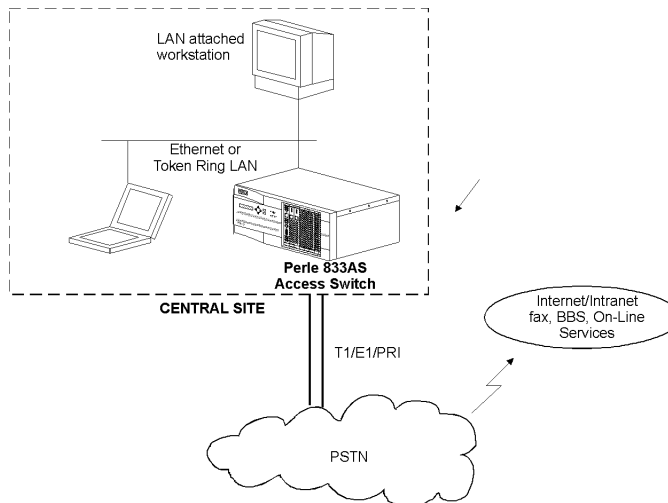 LAN attached
workstation
Ethernet or
Token Ring LAN
Perle 833AS
Access Switch
CENTRAL SITE
T1/E1/PRI
Internet/Intranet
fax, BBS, On-Line
Services
PSTN